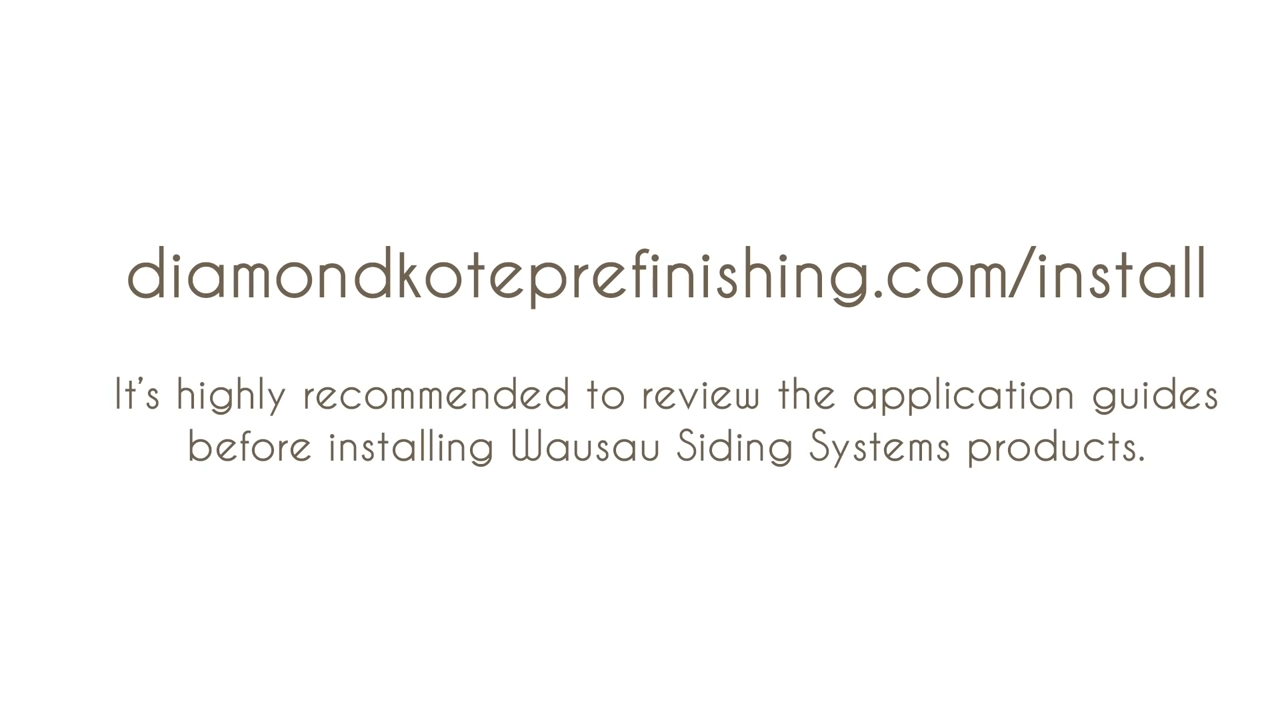 diamondkoteprefinishing.com/install
It's highly recommended to review the application guides
before installing Wausau Siding Systems products.